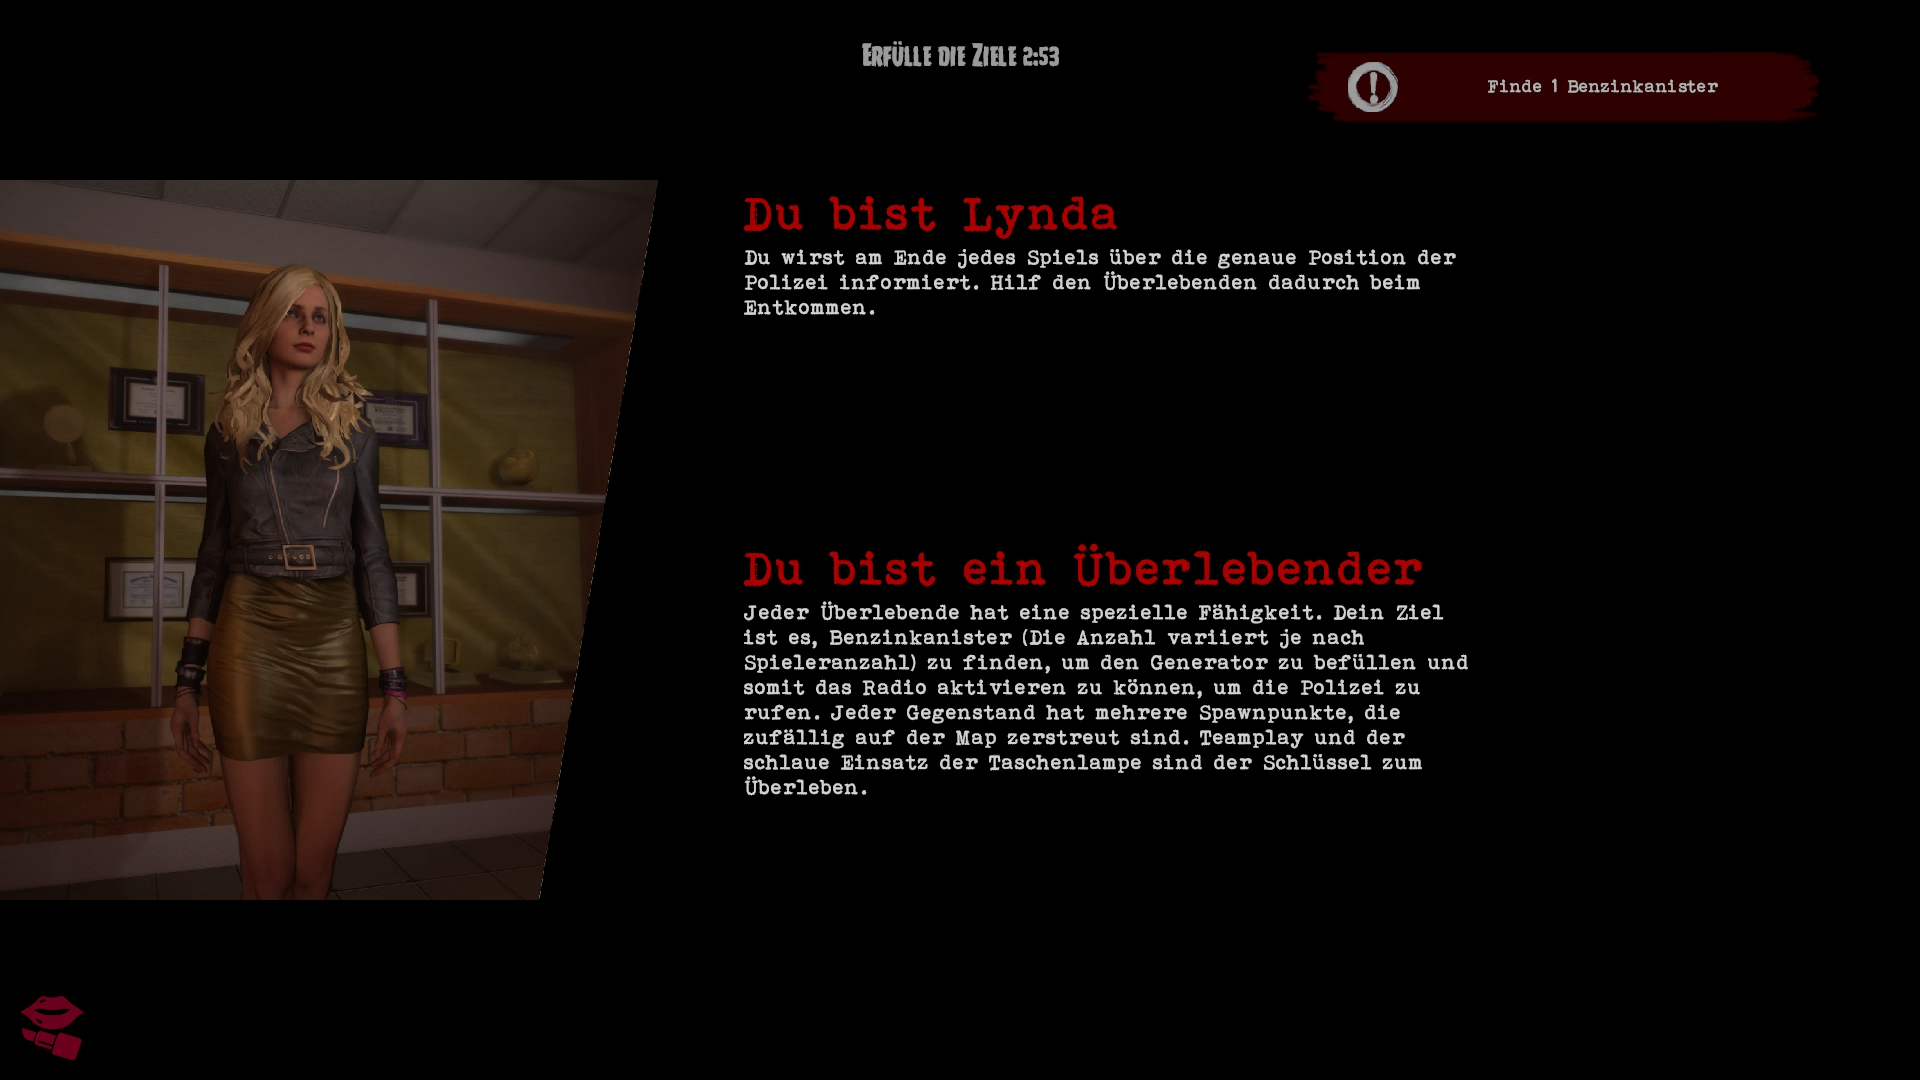 Erfülle die Ziele 2:53
Finde 1 Benzinkanister
Du bist Lynda
Du wirst am Ende jedes Spiels über die genaue Position der
Polizei informiert. Hilf den Überlebenden dadurch beim
Entkommen.
Du bist ein Überlebender
Jeder Überlebende hat eine spezielle Fähigkeit. Dein Ziel
ist es, Benzinkanister (Die Anzahl variiert je nach
Spieleranzahl) zu finden, um den Generator zu befüllen und
somit das Radio aktivieren zu können, um die Polizei zu
rufen. Jeder Gegenstand hat mehrere Spawnpunkte, die
zufällig auf der Map zerstreut sind. Teamplay und der
schlaue Einsatz der Taschenlampe sind der Schlüssel zum
Überleben.